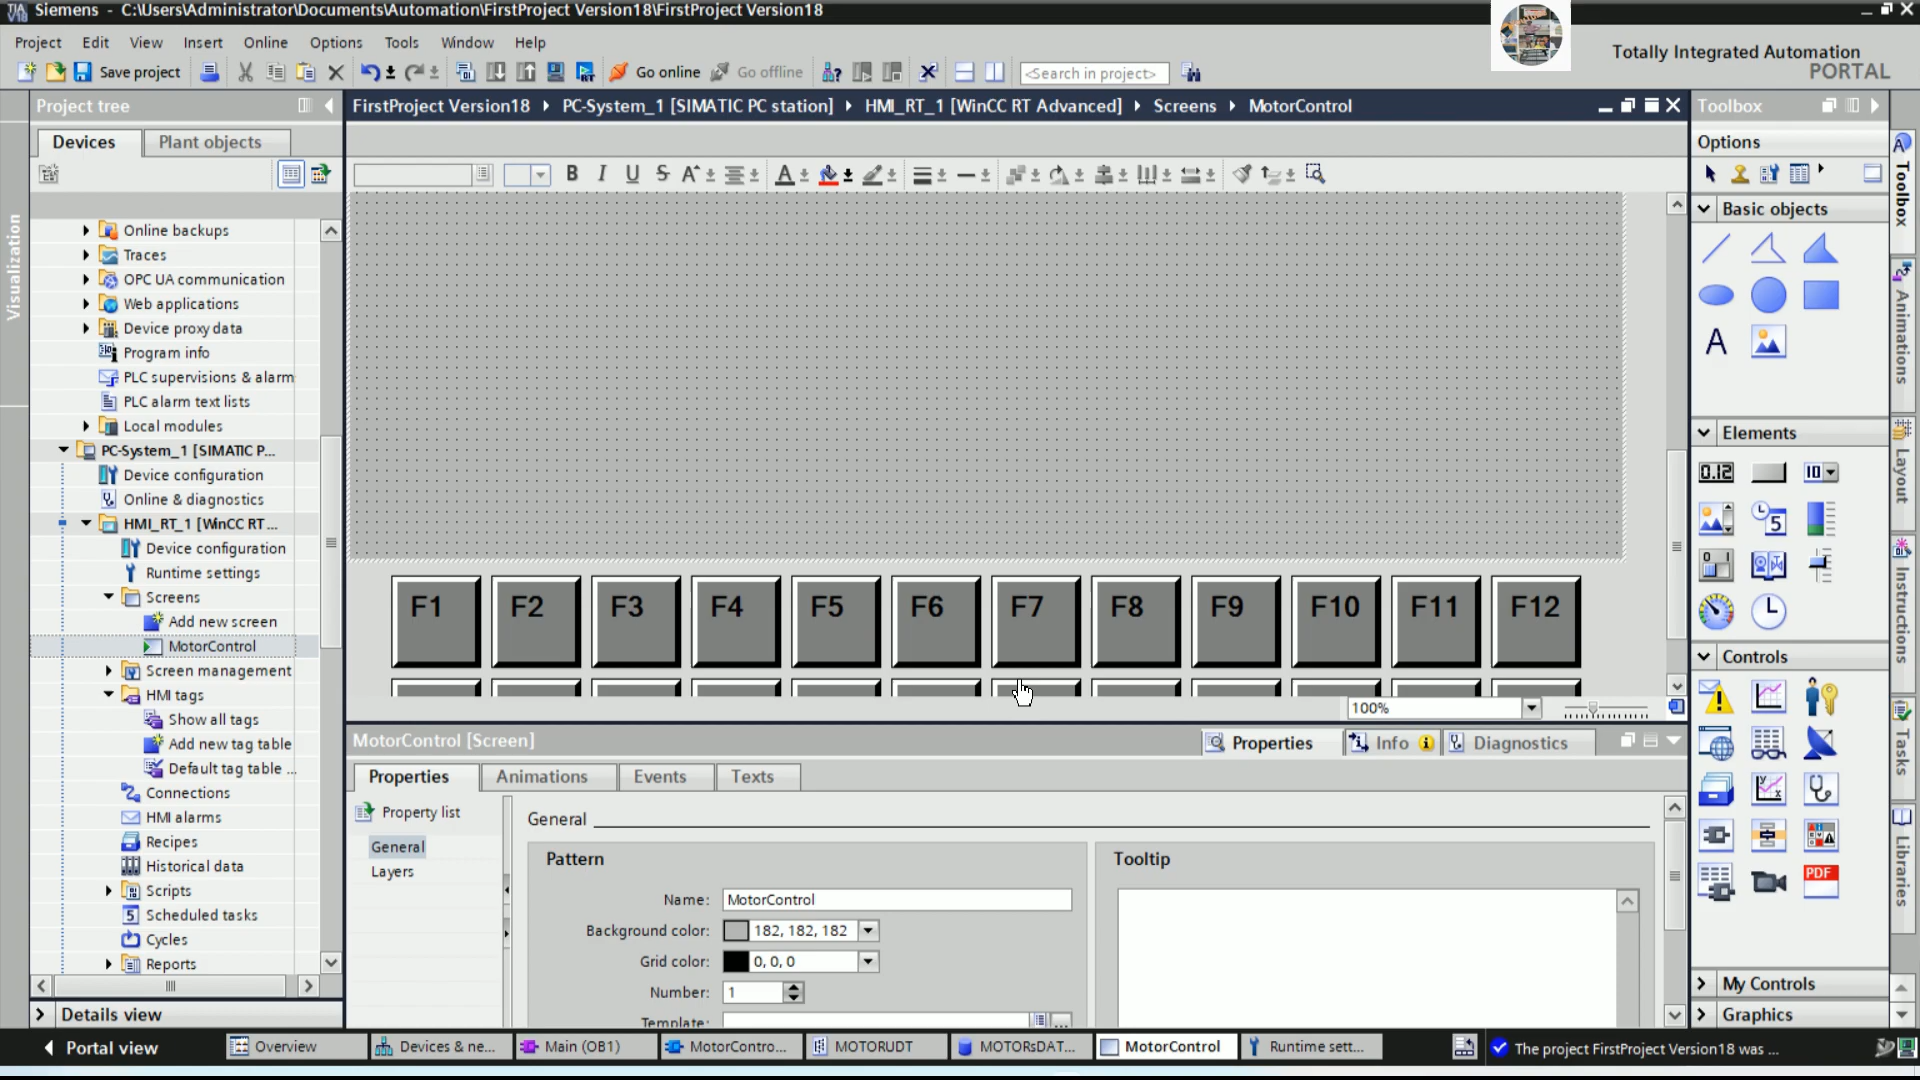 Siemens - C:\Users\Administrator\Documents\Automation\FirstProject Version18\FirstProject Version18
Project Edit View Insert Online Options Tools Window Help
Totally Integrated Automation
PORTAL
Save project
Go online
Go offline
<Search in project>
Project tree
Devices
Plant objects
Visualization
Online backups
Traces
OPC UA communication
Web applications
Device proxy data
Program info
PLC supervisions & alarm
PLC alarm text lists
Local modules
PC-System_1 [SIMATIC P...
Device configuration
Online & diagnostics
HMI_RT_1 [WinCC RT ...
Device configuration
Runtime settings
Screens
Add new screen
MotorControl
Screen management
HMI tags
Show all tags
Add new tag table
Default tag table ...
Connections
HMI alarms
Recipes
Historical data
Scripts
Scheduled tasks
Cycles
Reports
Details view
FirstProject Version18 PC-System_1 [SIMATIC PC station] HMI_RT_1 [WinCC RT Advanced] Screens MotorControl
F1 F2 F3 F4 F5 F6 F7 F8 F9 F10 F11 F12
100%
MotorControl [Screen]
Properties
Info
Diagnostics
Properties
Animations
Events
Texts
Property list
General
Layers
General
Pattern
Name: MotorControl
Background color: 182, 182, 182
Grid color: 0, 0, 0
Number: 1
Template:
Tooltip
Toolbox
Options
Basic objects
Elements
Controls
My Controls
Graphics
Toolbox
Animations
Layout
Instructions
Tasks
Libraries
Portal view
Overview
Devices & ne...
Main (OB1)
MotorContro...
MOTORUDT
MOTORsDAT...
MotorControl
Runtime sett...
The project FirstProject Version18 was ...